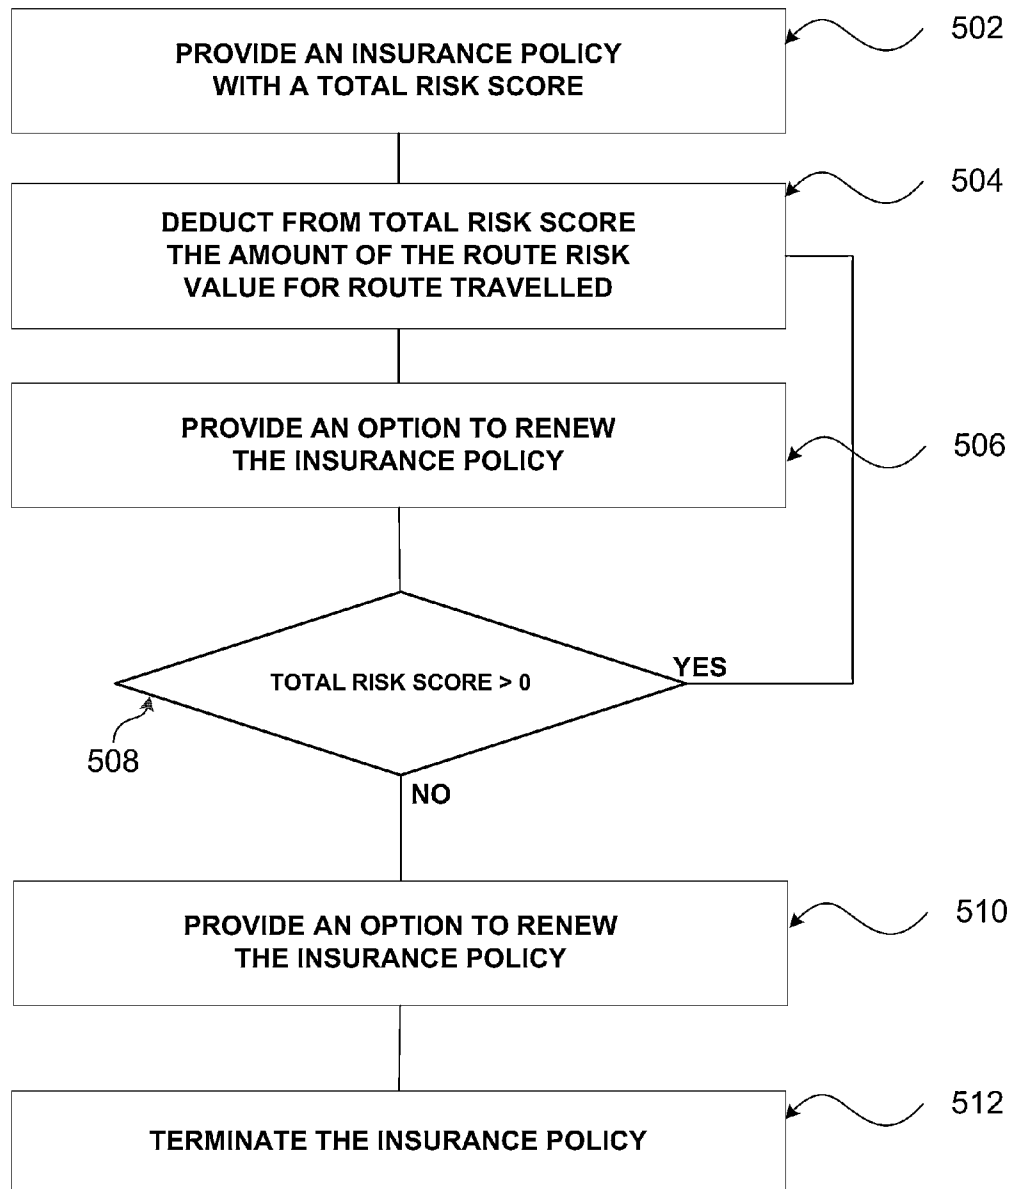 PROVIDE AN INSURANCE POLICY
WITH A TOTAL RISK SCORE
502
DEDUCT FROM TOTAL RISK SCORE
THE AMOUNT OF THE ROUTE RISK
VALUE FOR ROUTE TRAVELLED
504
PROVIDE AN OPTION TO RENEW
THE INSURANCE POLICY
506
TOTAL RISK SCORE > 0
YES
508
NO
PROVIDE AN OPTION TO RENEW
THE INSURANCE POLICY
510
TERMINATE THE INSURANCE POLICY
512